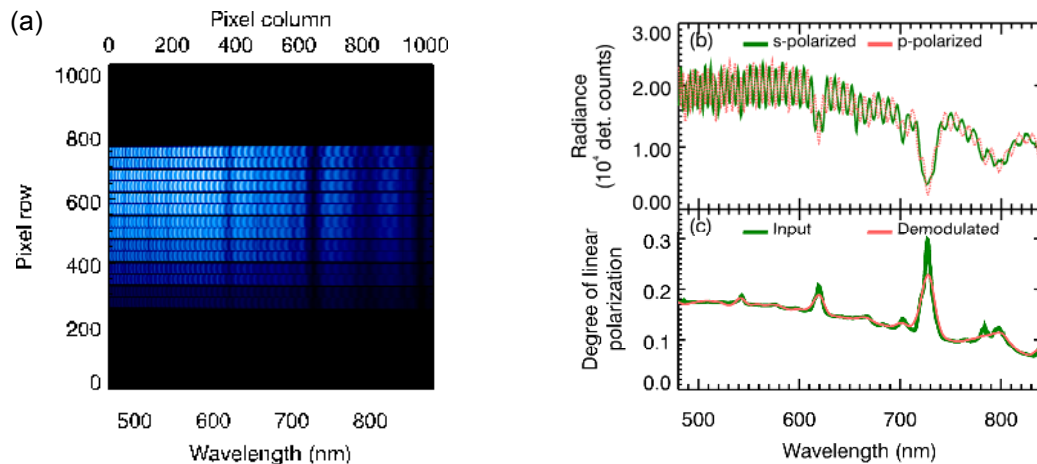 (a)
Pixel column
0 200 400 600 800 1000
Pixel row
1000
800
600
400
200
0
500 600 700 800
Wavelength (nm)
(b) s-polarized p-polarized
Radiance
(10⁴ det. counts)
3.00
2.00
1.00
0.00
(c) Input Demodulated
Degree of linear
polarization
0.3
0.2
0.1
0.0
500 600 700 800
Wavelength (nm)